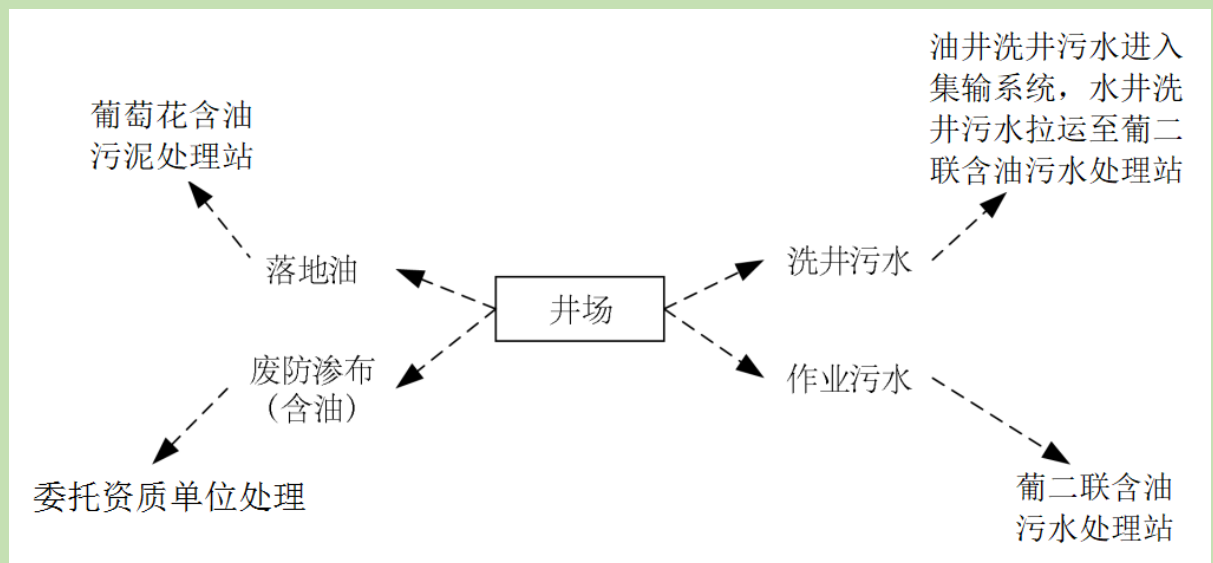 葡萄花含油
污泥处理站
油井洗井污水进入
集输系统，水井洗
井污水拉运至葡二
联含油污水处理站
落地油
洗井污水
井场
废防渗布
（含油）
作业污水
委托资质单位处理
葡二联含油
污水处理站